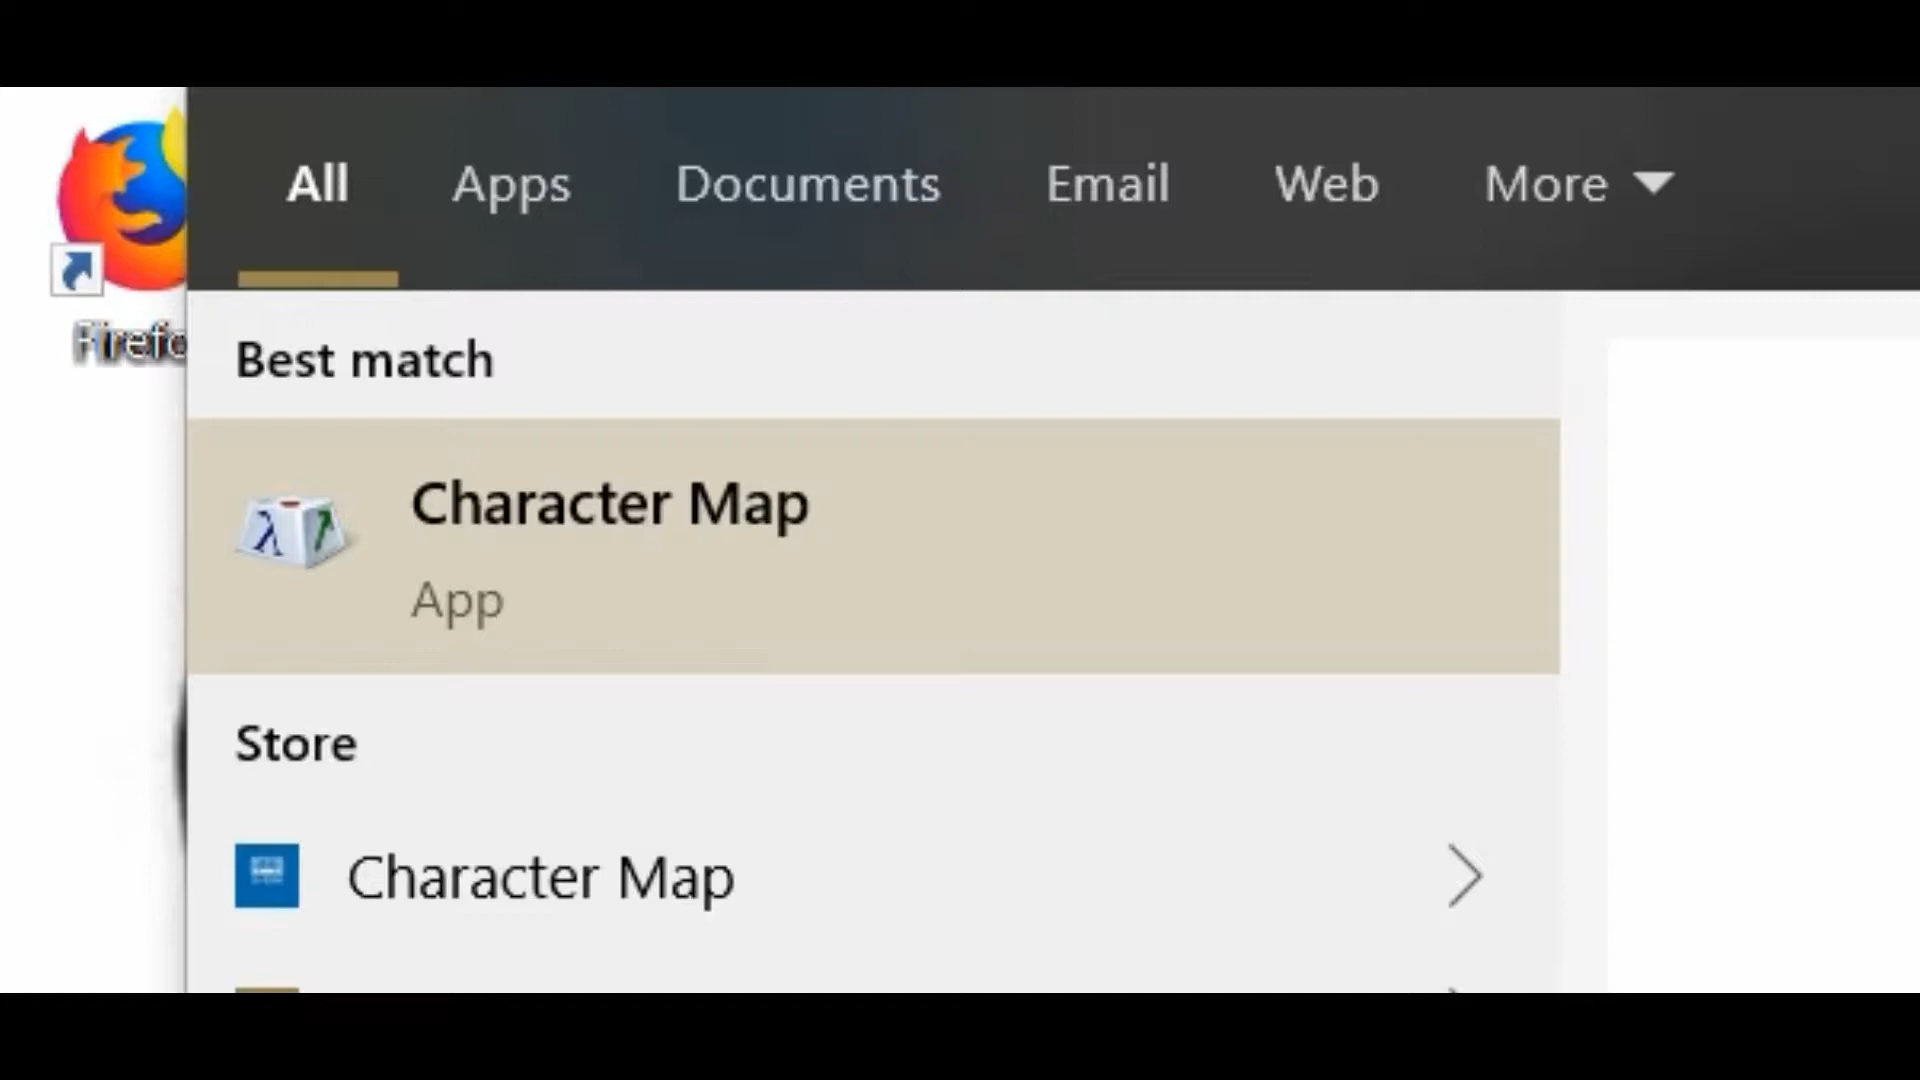 All Apps Documents Email Web More
Best match
Character Map
App
Store
Character Map